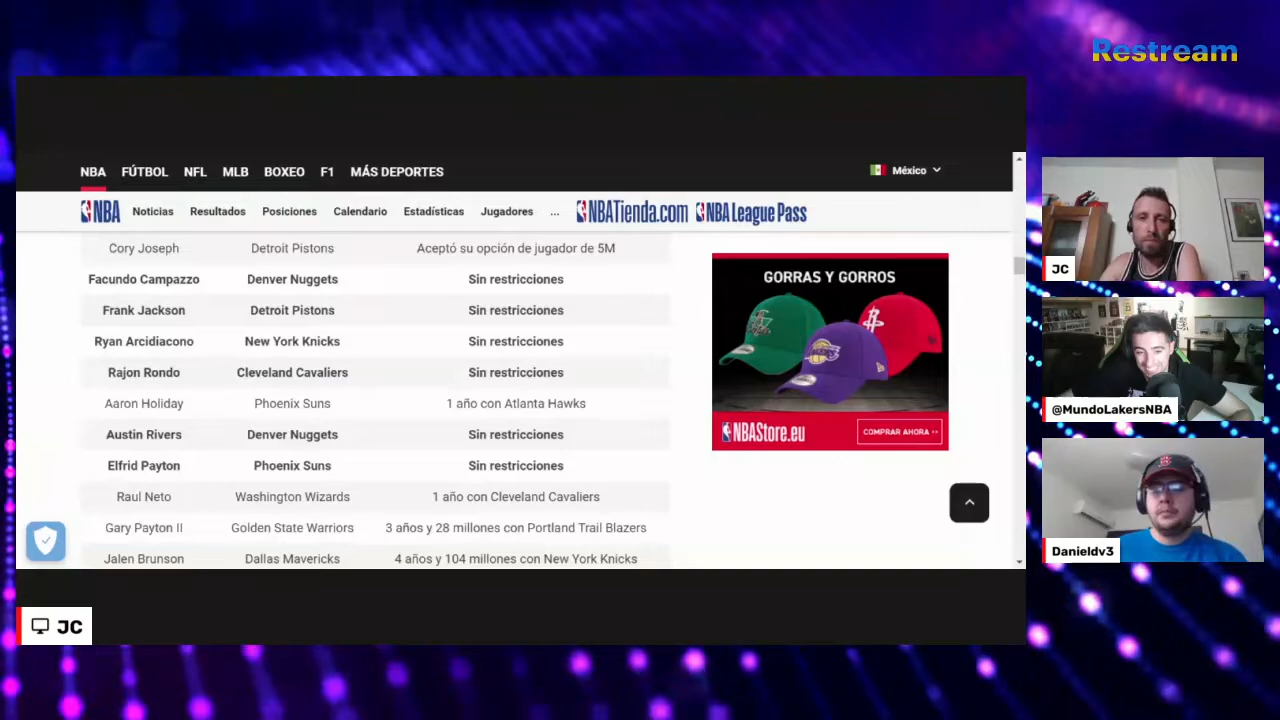 Restream
NBA FÚTBOL NFL MLB BOXEO F1 MÁS DEPORTES México
NBA Noticias Resultados Posiciones Calendario Estadísticas Jugadores ... NBATienda.com NBA League Pass
Cory Joseph Detroit Pistons Aceptó su opción de jugador de 5M
Facundo Campazzo Denver Nuggets Sin restricciones
Frank Jackson Detroit Pistons Sin restricciones
Ryan Arcidiacono New York Knicks Sin restricciones
Rajon Rondo Cleveland Cavaliers Sin restricciones
Aaron Holiday Phoenix Suns 1 año con Atlanta Hawks
Austin Rivers Denver Nuggets Sin restricciones
Elfrid Payton Phoenix Suns Sin restricciones
Raul Neto Washington Wizards 1 año con Cleveland Cavaliers
Gary Payton II Golden State Warriors 3 años y 28 millones con Portland Trail Blazers
Jalen Brunson Dallas Mavericks 4 años y 104 millones con New York Knicks
GORRAS Y GORROS
NBAStore.eu COMPRAR AHORA
JC
@MundoLakersNBA
Danieldv3
JC